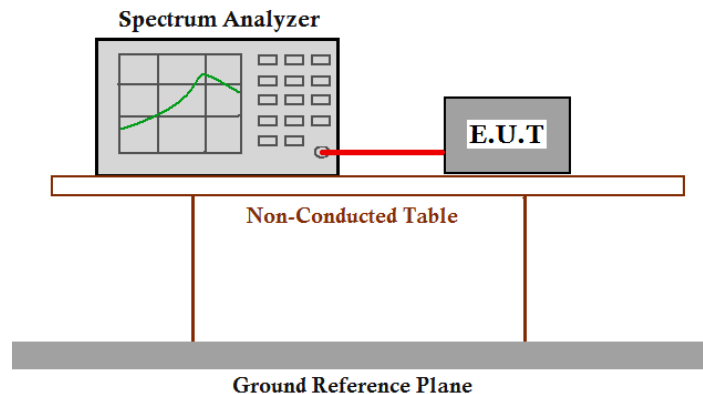 Spectrum Analyzer
E.U.T
Non-Conducted Table
Ground Reference Plane